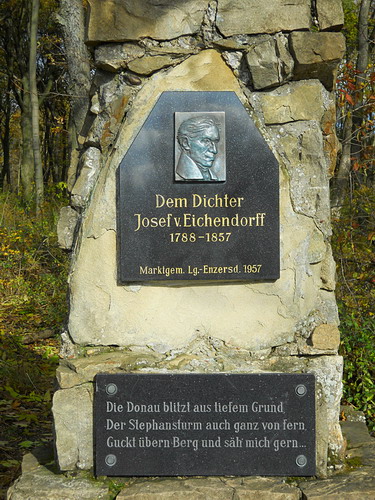 Dem Dichter
Josef v. Eichendorff
1788-1857
Marktgem. Lg.-Enzersd. 1957
Die Donau blitzt aus tiefem Grund,
Der Stephansturm auch ganz von fern
Guckt übern Berg und säh mich gern...